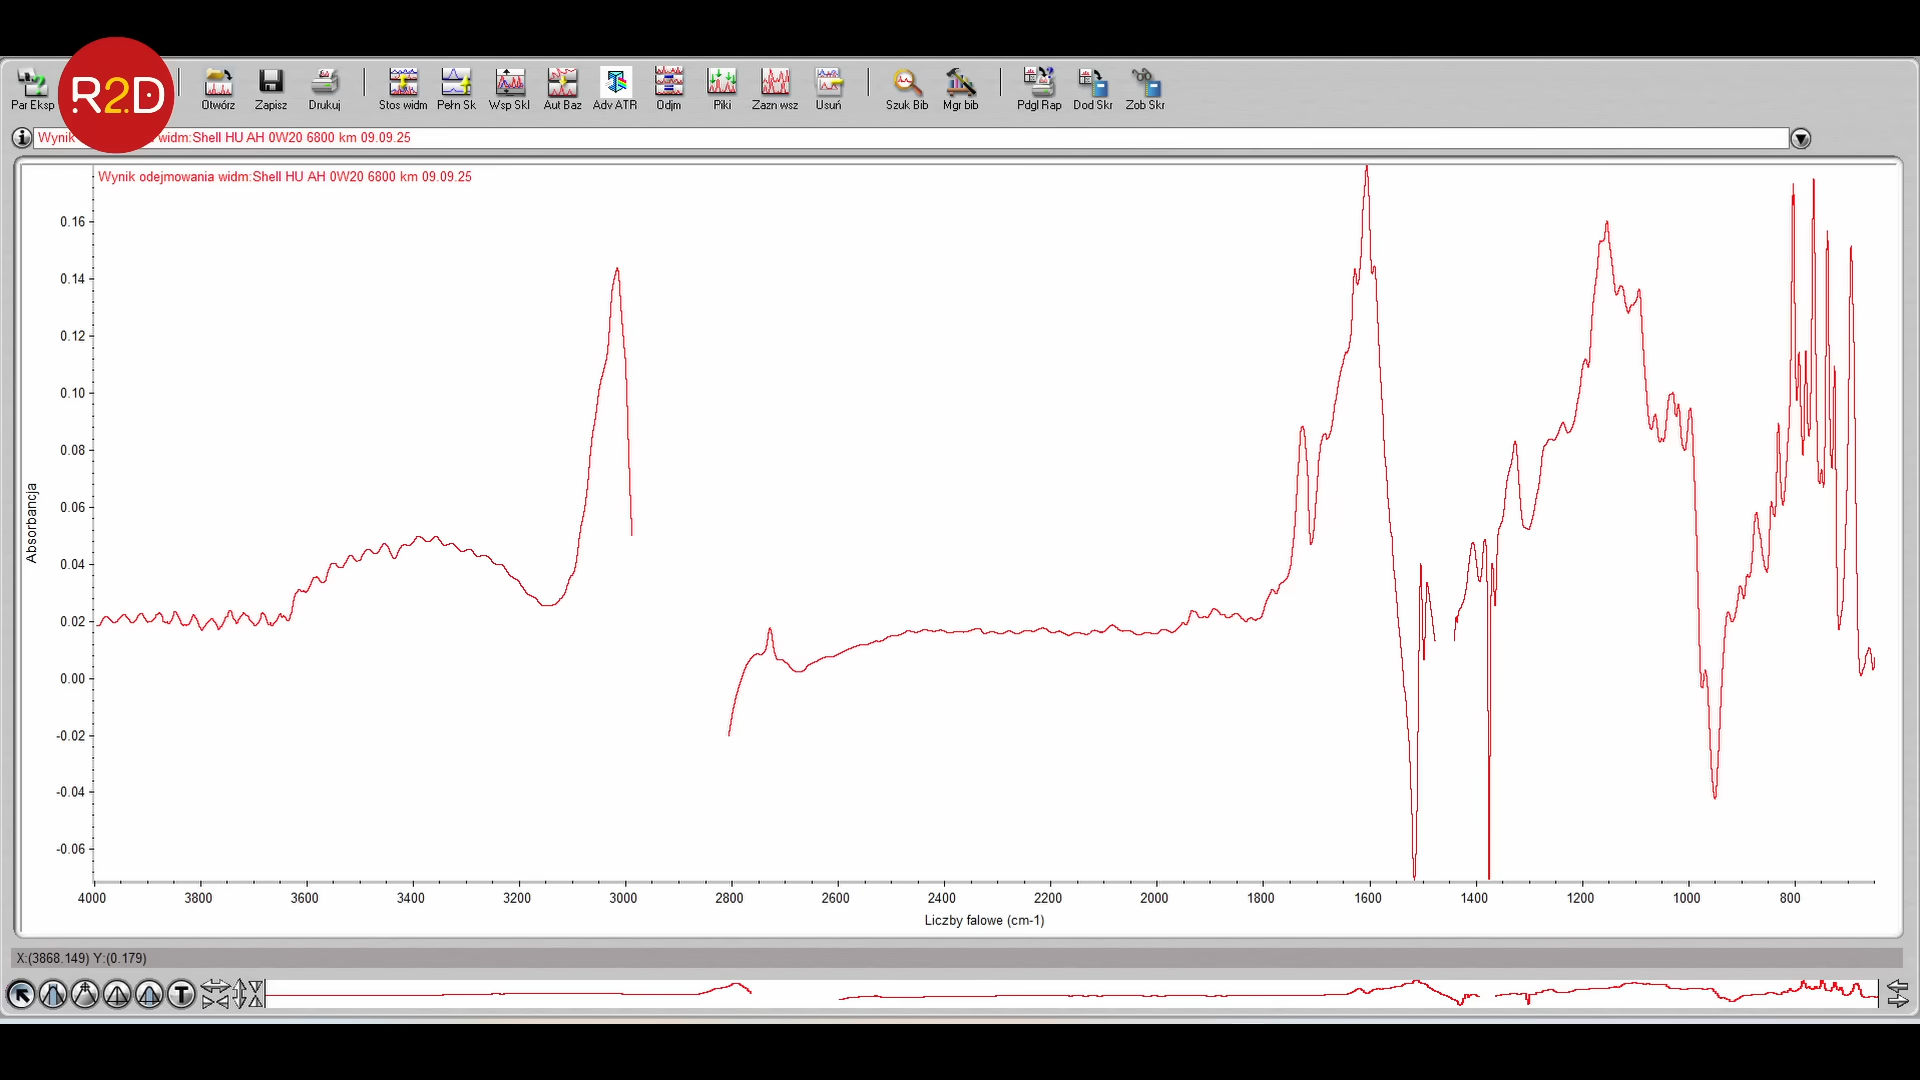 R2D
Par Eksp Otwórz Zapisz Drukuj Stos widm Pełn Sk Wsp Skl Aut Baz Adv ATR Odjm Piki Zazn wsz Usuń Szuk Bib Mgr bib Pdgl Rap Dod Skr Zob Skr
Wynik widm:Shell HU AH 0W20 6800 km 09.09.25
Wynik odejmowania widm:Shell HU AH 0W20 6800 km 09.09.25
0.16
0.14
0.12
0.10
0.08
0.06
0.04
0.02
0.00
-0.02
-0.04
-0.06
Absorbancja
4000 3800 3600 3400 3200 3000 2800 2600 2400 2200 2000 1800 1600 1400 1200 1000 800
Liczby falowe (cm-1)
X:(3868.149) Y:(0.179)
T